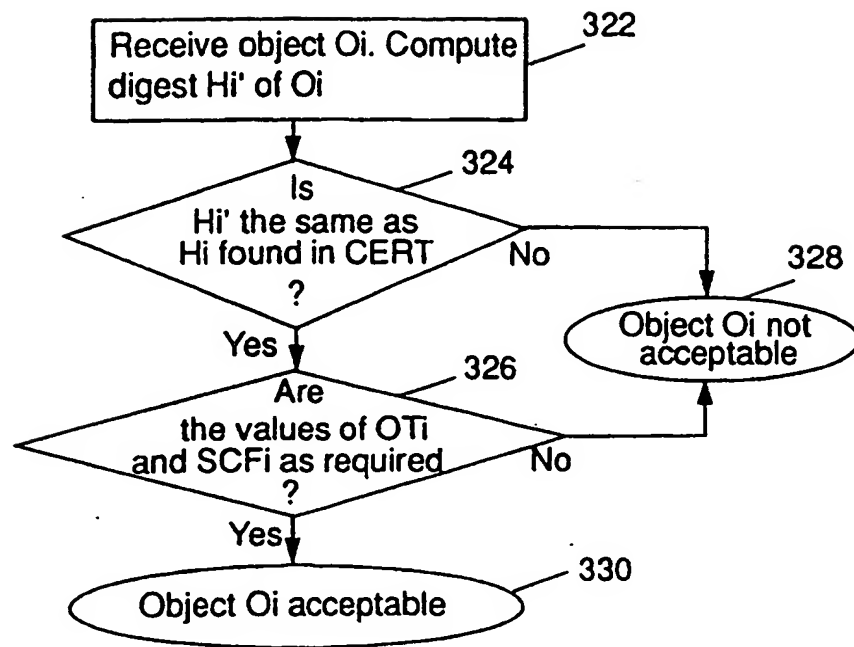 Receive object Oi. Compute
digest Hi' of Oi
322
324
Is
Hi' the same as
Hi found in CERT
?
No
Yes
328
Object Oi not
acceptable
326
Are
the values of OTi
and SCFi as required
?
No
Yes
330
Object Oi acceptable